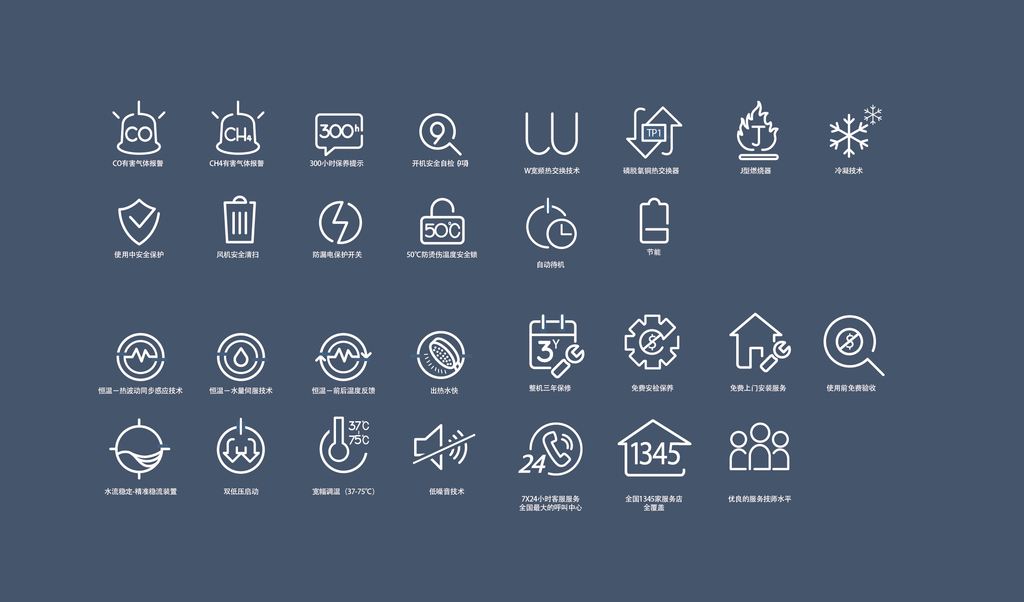 CO
CH4
300h
9
W
TP1
J
CO有害气体报警
CH4有害气体报警
300小时保养提示
开机安全自检 9项
W宽频热交换技术
磷脱氧铜热交换器
J型燃烧器
冷凝技术
50℃
使用中安全保护
风机安全清扫
防漏电保护开关
50℃防烫伤温度安全锁
自动待机
节能
3Y
恒温－热波动同步感应技术
恒温－水量伺服技术
恒温－前后温度反馈
出热水快
整机三年保修
免费安检保养
免费上门安装服务
使用前免费验收
37℃
75℃
24
1345
水流稳定-精准稳流装置
双低压启动
宽幅调温（37-75℃）
低噪音技术
7X24小时客服服务
全国最大的呼叫中心
全国1345家服务店
全覆盖
优良的服务技师水平